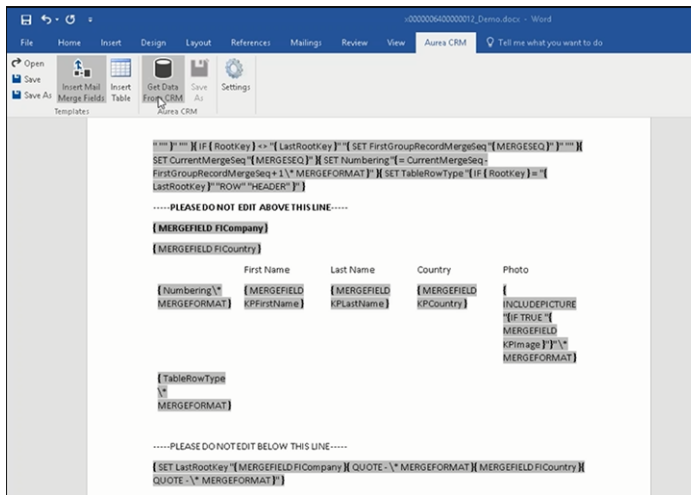 x0000006400000012_Demo.docx - Word
File Home Insert Design Layout References Mailings Review View Aurea CRM Tell me what you want to do
Open
Save
Save As
Insert Mail
Merge Fields
Insert
Table
Get Data
From CRM
Save
As
Settings
Templates
Aurea CRM
" "" }" "" }{ IF { RootKey } <> "{ LastRootKey }" "{ SET FirstGroupRecordMergeSeq "{ MERGESEQ }" }" "" }{
SET CurrentMergeSeq "{ MERGESEQ }" }{ SET Numbering "{ = CurrentMergeSeq -
FirstGroupRecordMergeSeq + 1 \* MERGEFORMAT }" }{ SET TableRowType "{ IF { RootKey } = "{
LastRootKey }" "ROW" "HEADER" }" }
-----PLEASE DO NOT EDIT ABOVE THIS LINE-----
{ MERGEFIELD FICompany }
{ MERGEFIELD FICountry }
First Name Last Name Country Photo
{ Numbering \*
MERGEFORMAT }
{ MERGEFIELD
KPFirstName }
{ MERGEFIELD
KPLastName }
{ MERGEFIELD
KPCountry }
{
INCLUDEPICTURE
"{IF TRUE "{
MERGEFIELD
KPImage }"}" \*
MERGEFORMAT }
{ TableRowType
\*
MERGEFORMAT }
-----PLEASE DO NOT EDIT BELOW THIS LINE-----
{ SET LastRootKey "{ MERGEFIELD FICompany }{ QUOTE - \* MERGEFORMAT }{ MERGEFIELD FICountry }{
QUOTE - \* MERGEFORMAT }" }